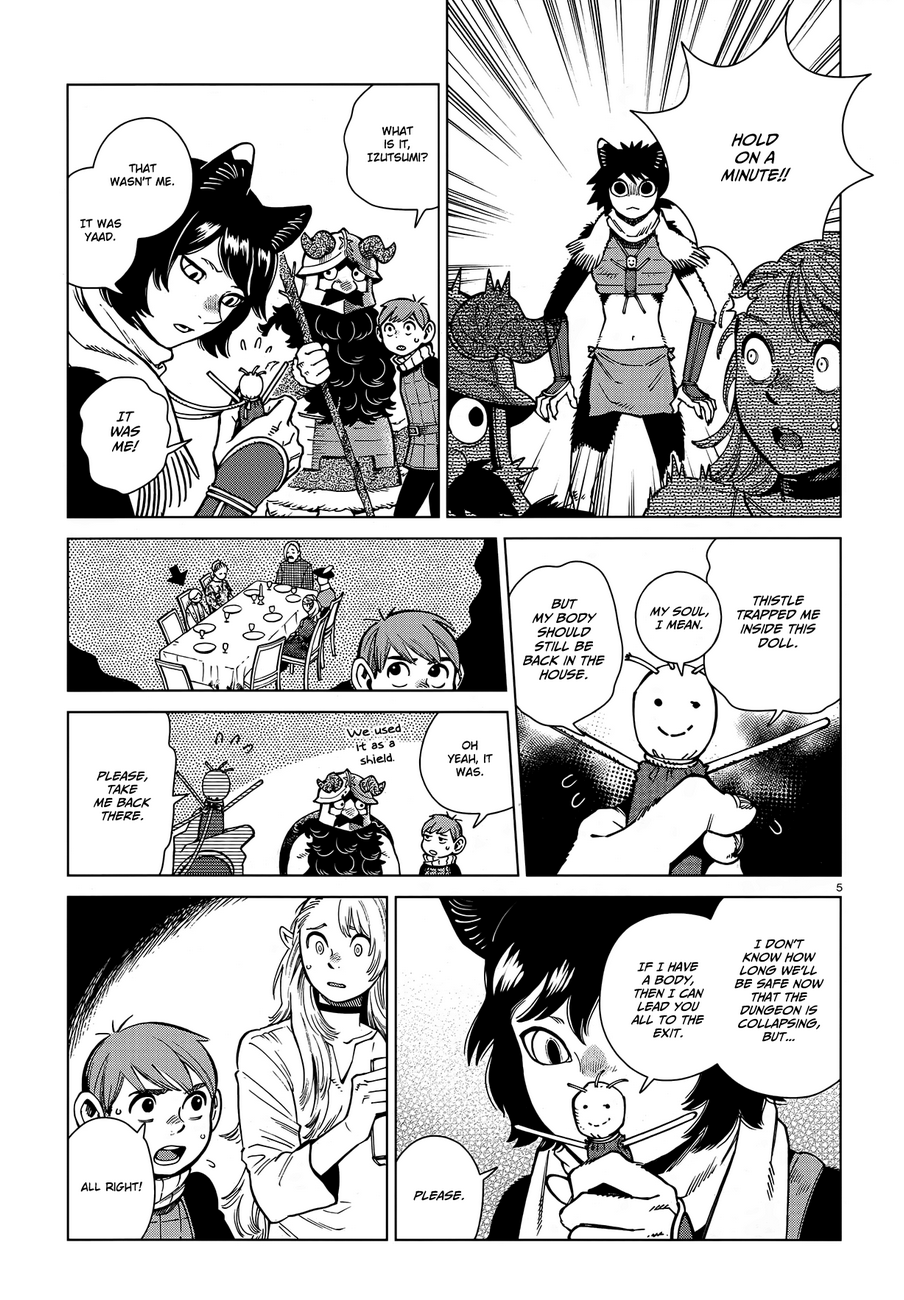 HOLD
ON A
MINUTE!!
WHAT
IS IT,
IZUTSUMI?
THAT
WASN'T ME.
IT WAS
YAAD.
IT
WAS
ME!
THISTLE
TRAPPED ME
INSIDE THIS
DOLL.
MY SOUL,
I MEAN.
BUT
MY BODY
SHOULD
STILL BE
BACK IN THE
HOUSE.
OH
YEAH, IT
WAS.
We used
it as a
shield.
PLEASE,
TAKE
ME BACK
THERE.
5
I DON'T
KNOW HOW
LONG WE'LL
BE SAFE NOW
THAT THE
DUNGEON IS
COLLAPSING,
BUT...
IF I HAVE
A BODY,
THEN I CAN
LEAD YOU
ALL TO THE
EXIT.
PLEASE.
ALL RIGHT!